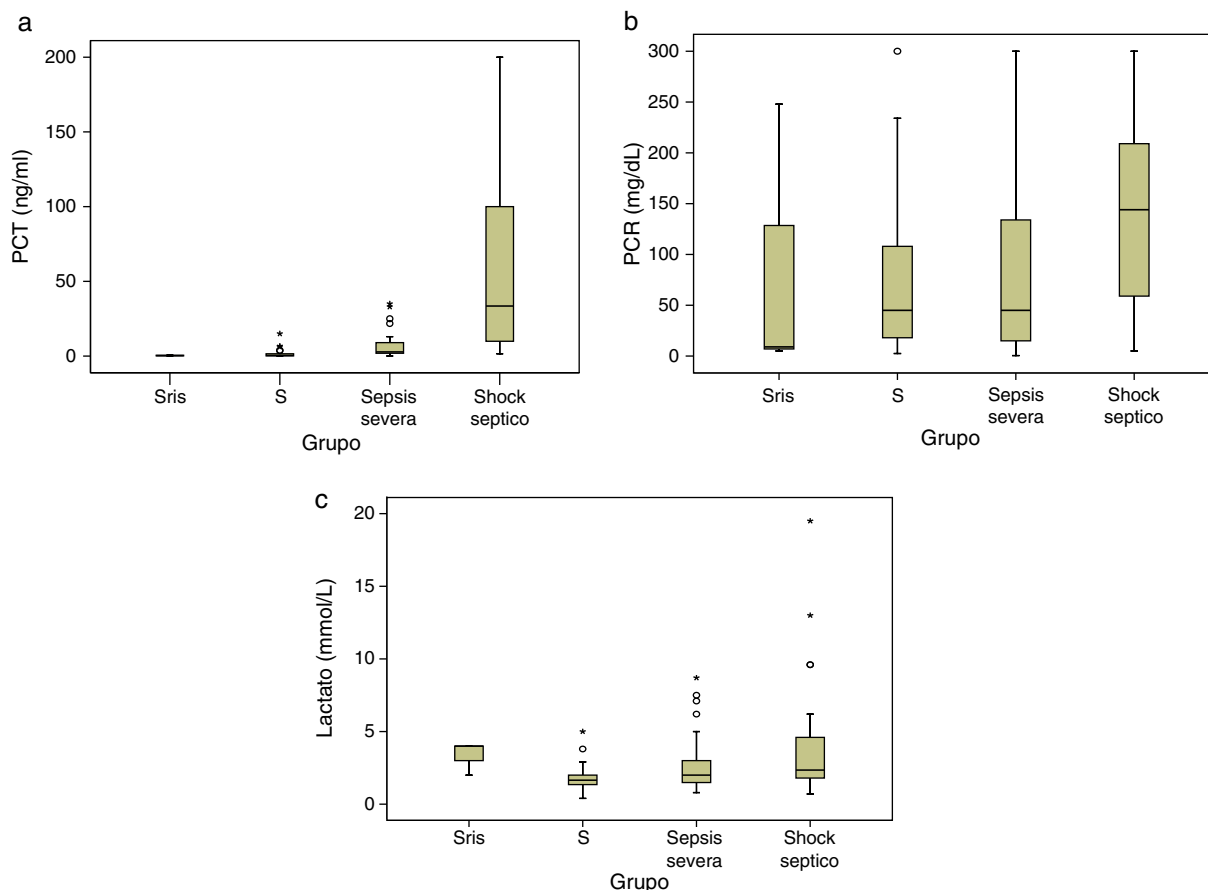 a
200
150
100
50
0
PCT (ng/ml)
Sris
S
Sepsis
severa
Shock
septico
Grupo
b
300
250
200
150
100
50
0
PCR (mg/dL)
Sris
S
Sepsis
severa
Shock
septico
Grupo
c
20
15
10
5
0
Lactato (mmol/L)
Sris
S
Sepsis
severa
Shock
septico
Grupo